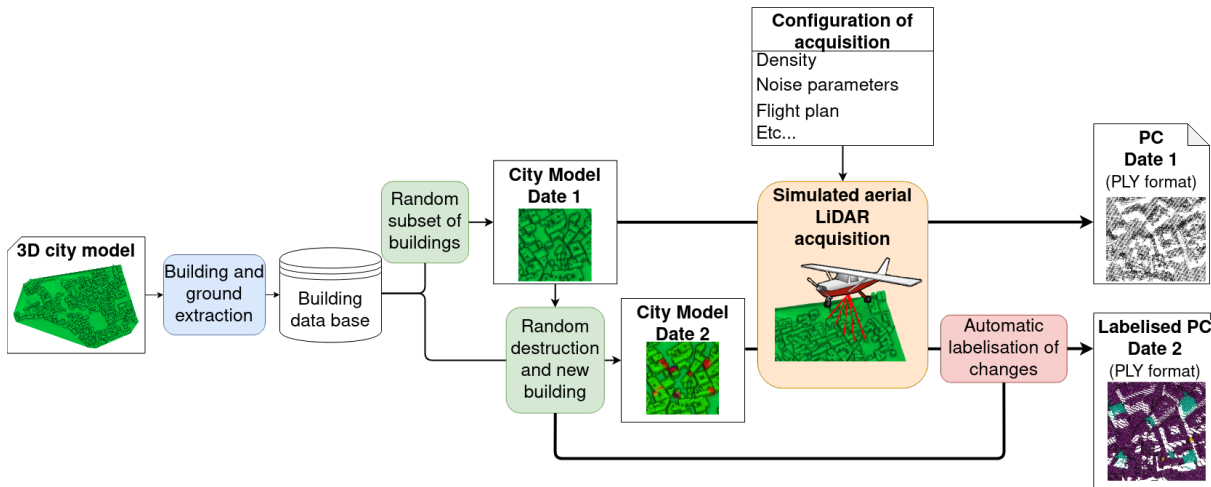 3D city model
Building and
ground
extraction
Building
data base
Random
subset of
buildings
City Model
Date 1
Random
destruction
and new
building
City Model
Date 2
Configuration of
acquisition
Density
Noise parameters
Flight plan
Etc...
Simulated aerial
LiDAR
acquisition
Automatic
labelisation of
changes
PC
Date 1
(PLY format)
Labelised PC
Date 2
(PLY format)